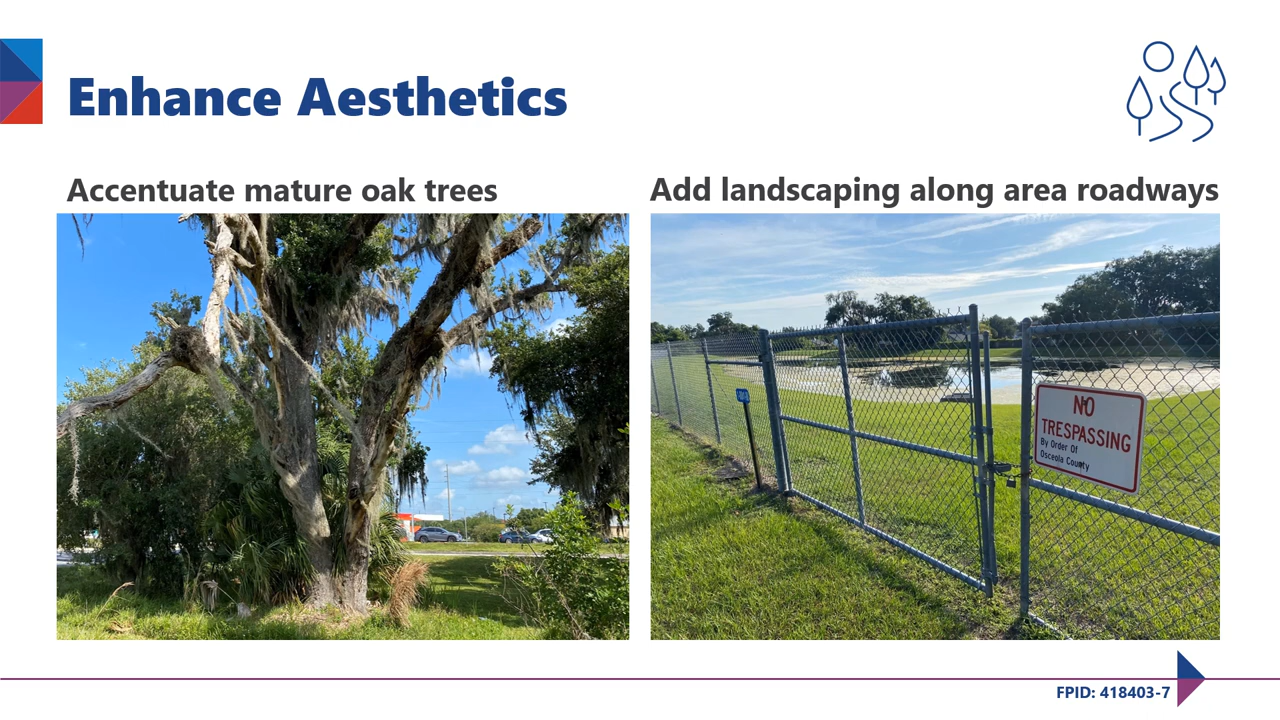 Enhance Aesthetics
Accentuate mature oak trees
Add landscaping along area roadways
NO
TRESPASSING
By Order Of
Osceola County
FPID: 418403-7